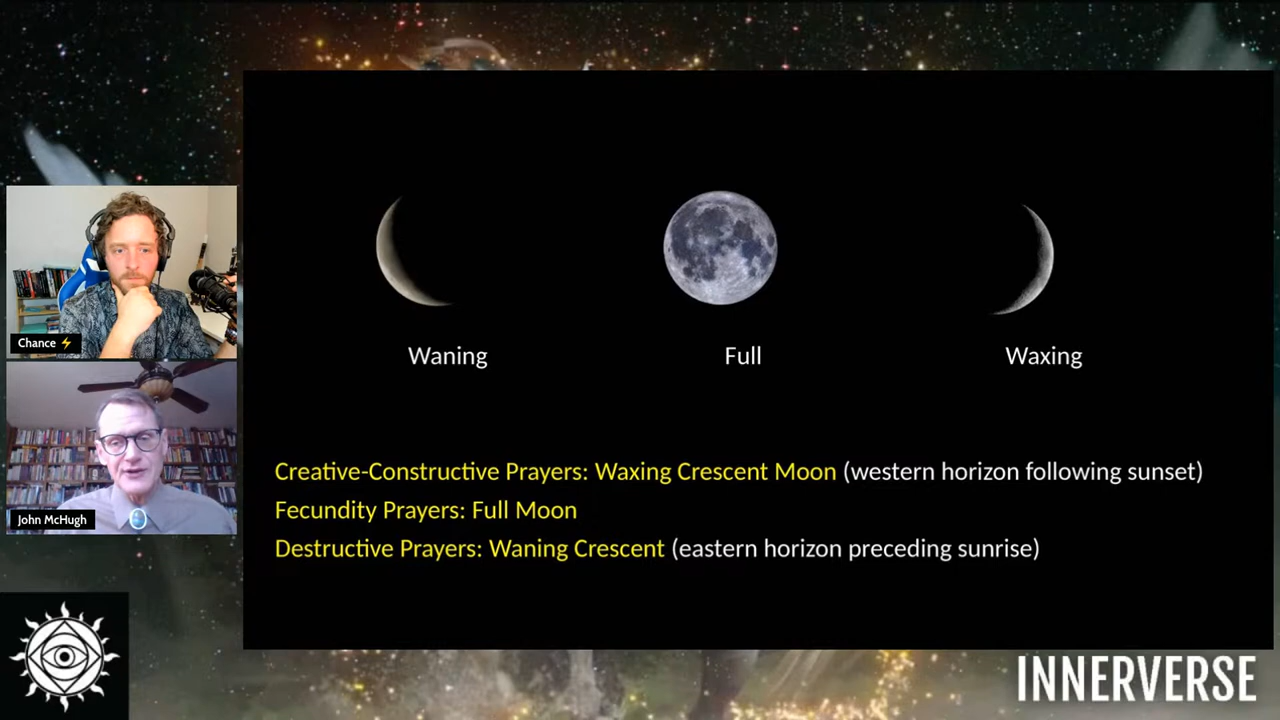 Chance
John McHugh
Waning
Full
Waxing
Creative-Constructive Prayers: Waxing Crescent Moon (western horizon following sunset)
Fecundity Prayers: Full Moon
Destructive Prayers: Waning Crescent (eastern horizon preceding sunrise)
INNERVERSE